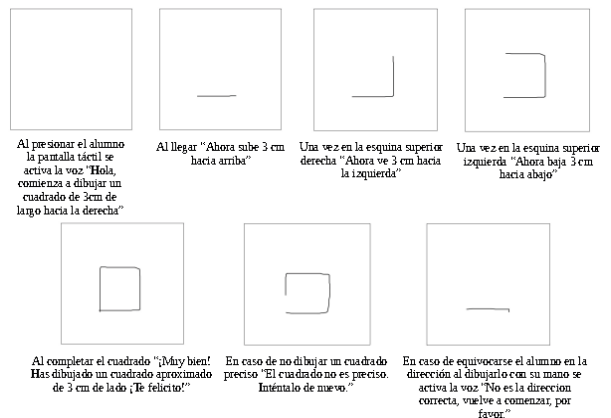 Al presionar el alumno
la pantalla táctil se
activa la voz "Hola,
comienza a dibujar un
cuadrado de 3cm de
largo hacia la derecha"
Al llegar "Ahora sube 3 cm
hacia arriba"
Una vez en la esquina superior
derecha "Ahora ve 3 cm hacia
la izquierda"
Una vez en la esquina superior
izquierda "Ahora baja 3 cm
hacia abajo"
Al completar el cuadrado "¡Muy bien!
Has dibujado un cuadrado aproximado
de 3 cm de lado ¡Te felicito!"
En caso de no dibujar un cuadrado
preciso "El cuadrado no es preciso.
Inténtalo de nuevo."
En caso de equivocarse el alumno en la
dirección al dibujarlo con su mano se
activa la voz "No es la direccion
correcta, vuelve a comenzar, por
favor."